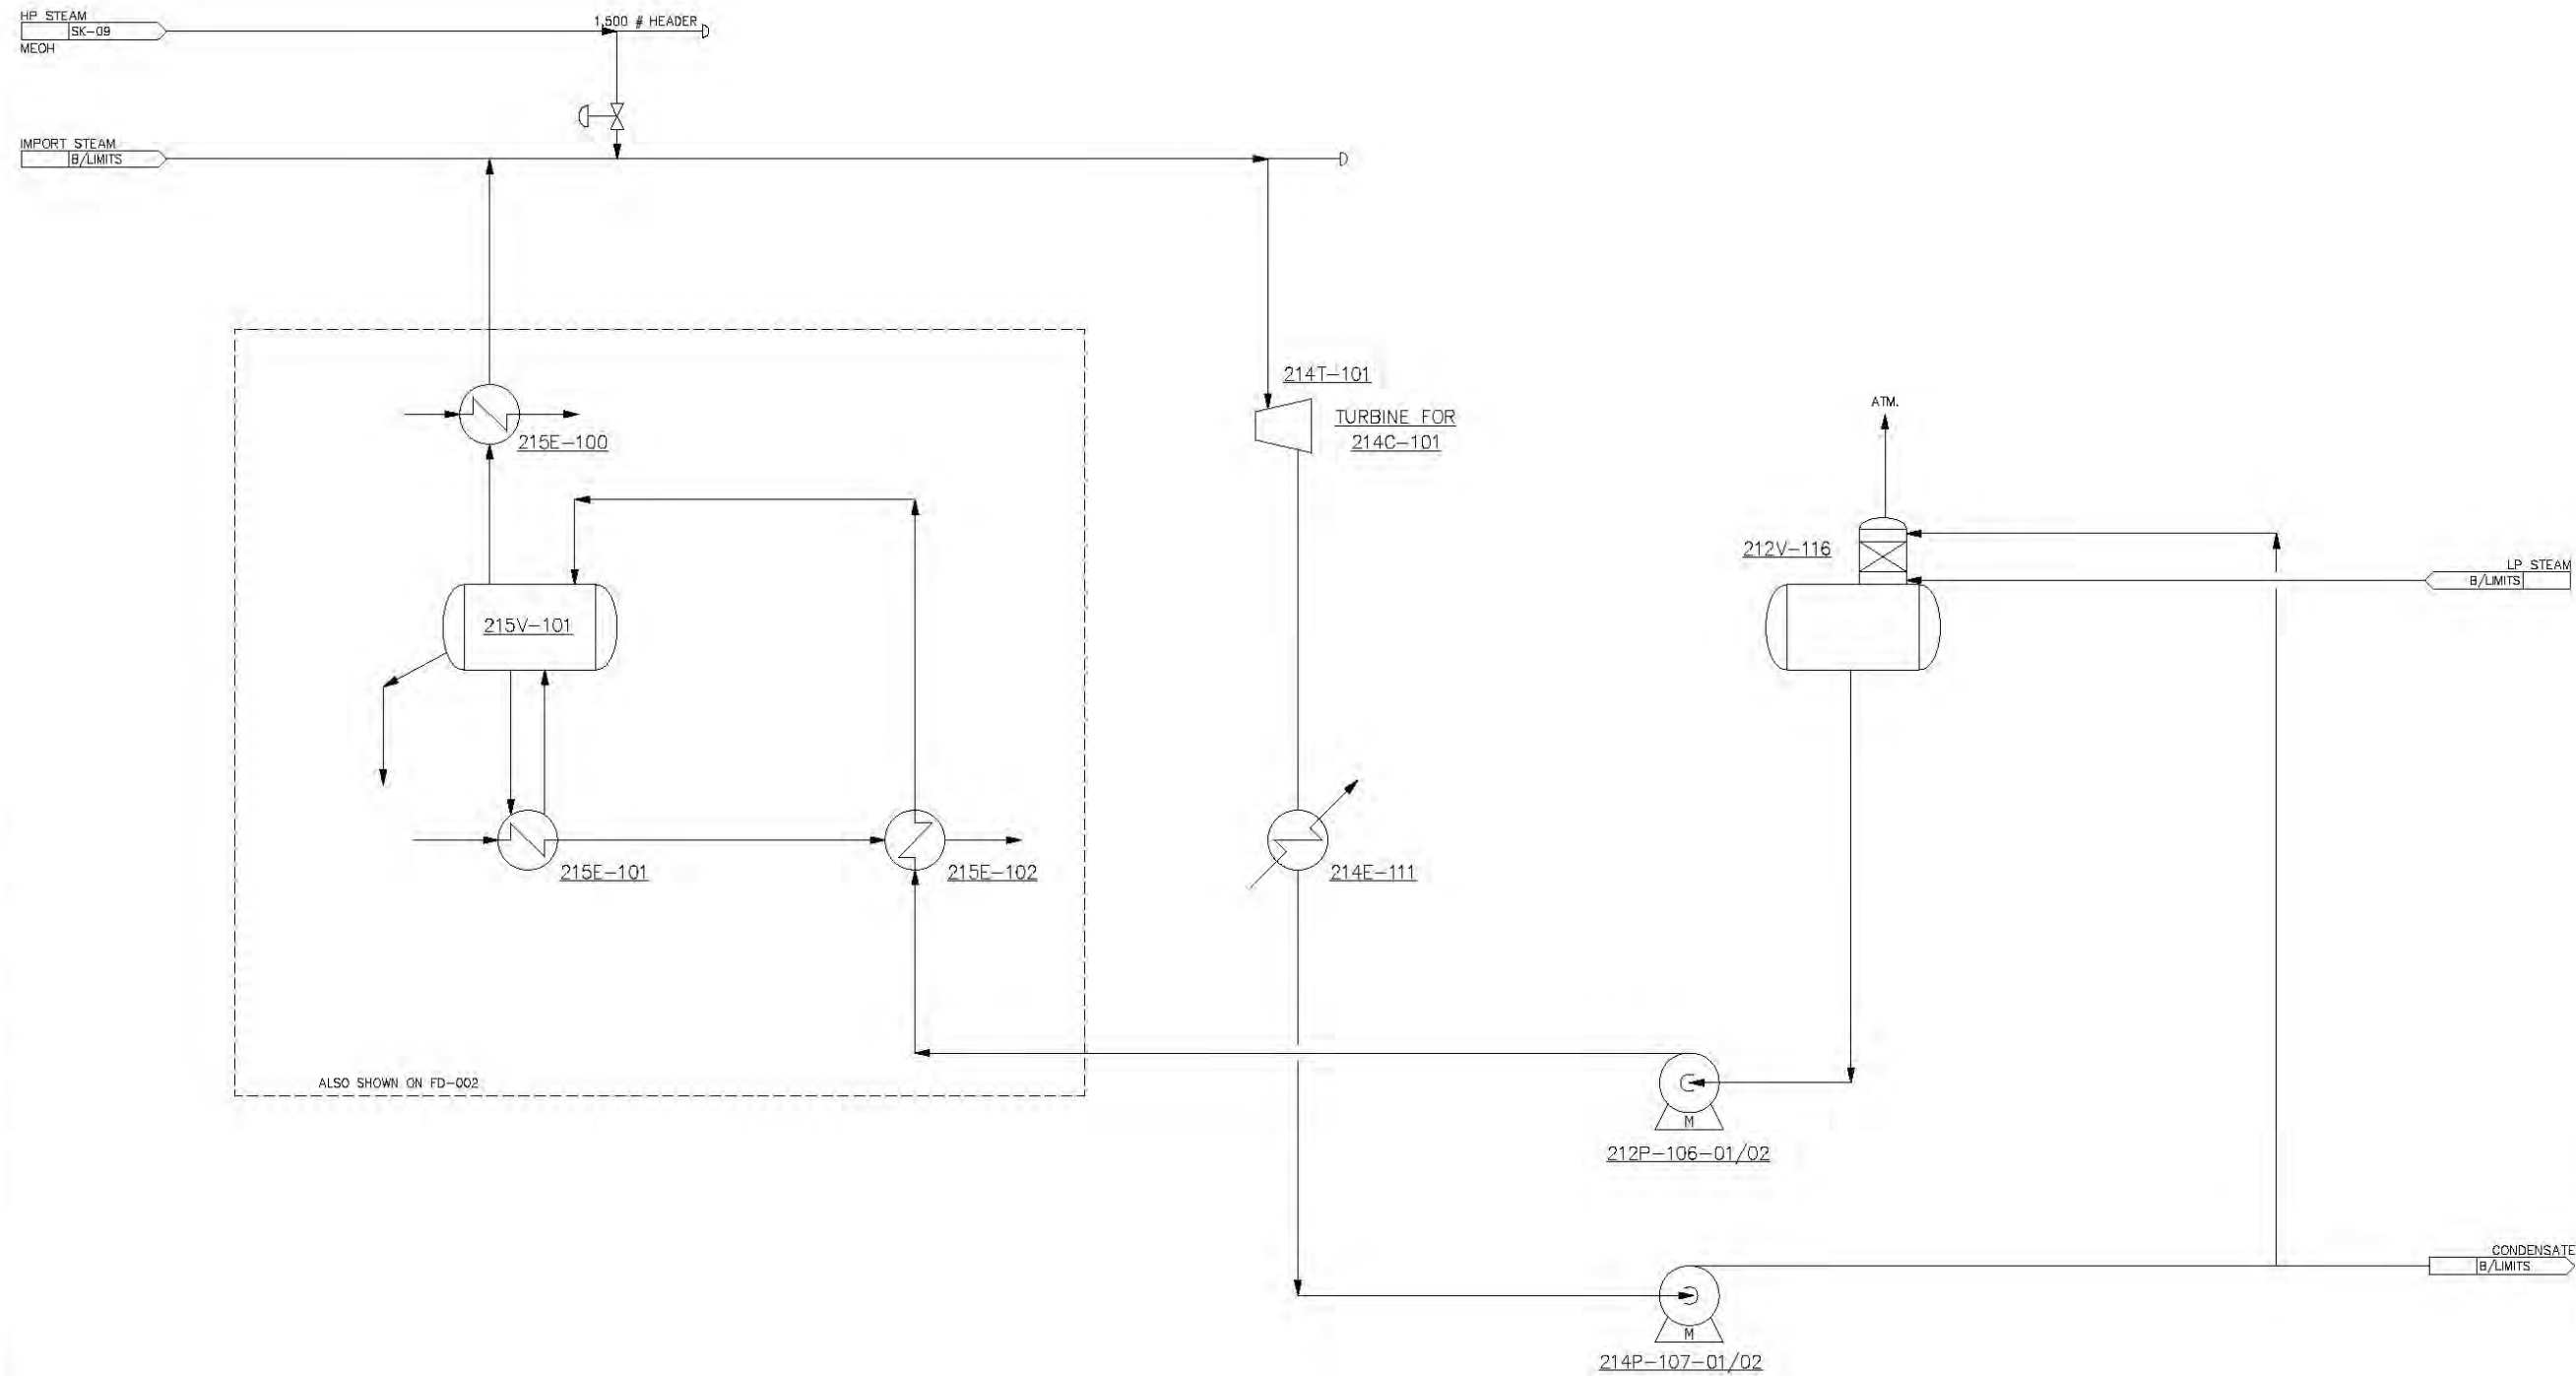 HP STEAM
SK-09
MEOH
1,500 # HEADER
IMPORT STEAM
B/LIMITS
214T-101
TURBINE FOR
214C-101
ATM.
215E-100
212V-116
LP STEAM
B/LIMITS
215V-101
215E-101
215E-102
214E-111
ALSO SHOWN ON FD-002
M
212P-106-01/02
CONDENSATE
B/LIMITS
M
214P-107-01/02